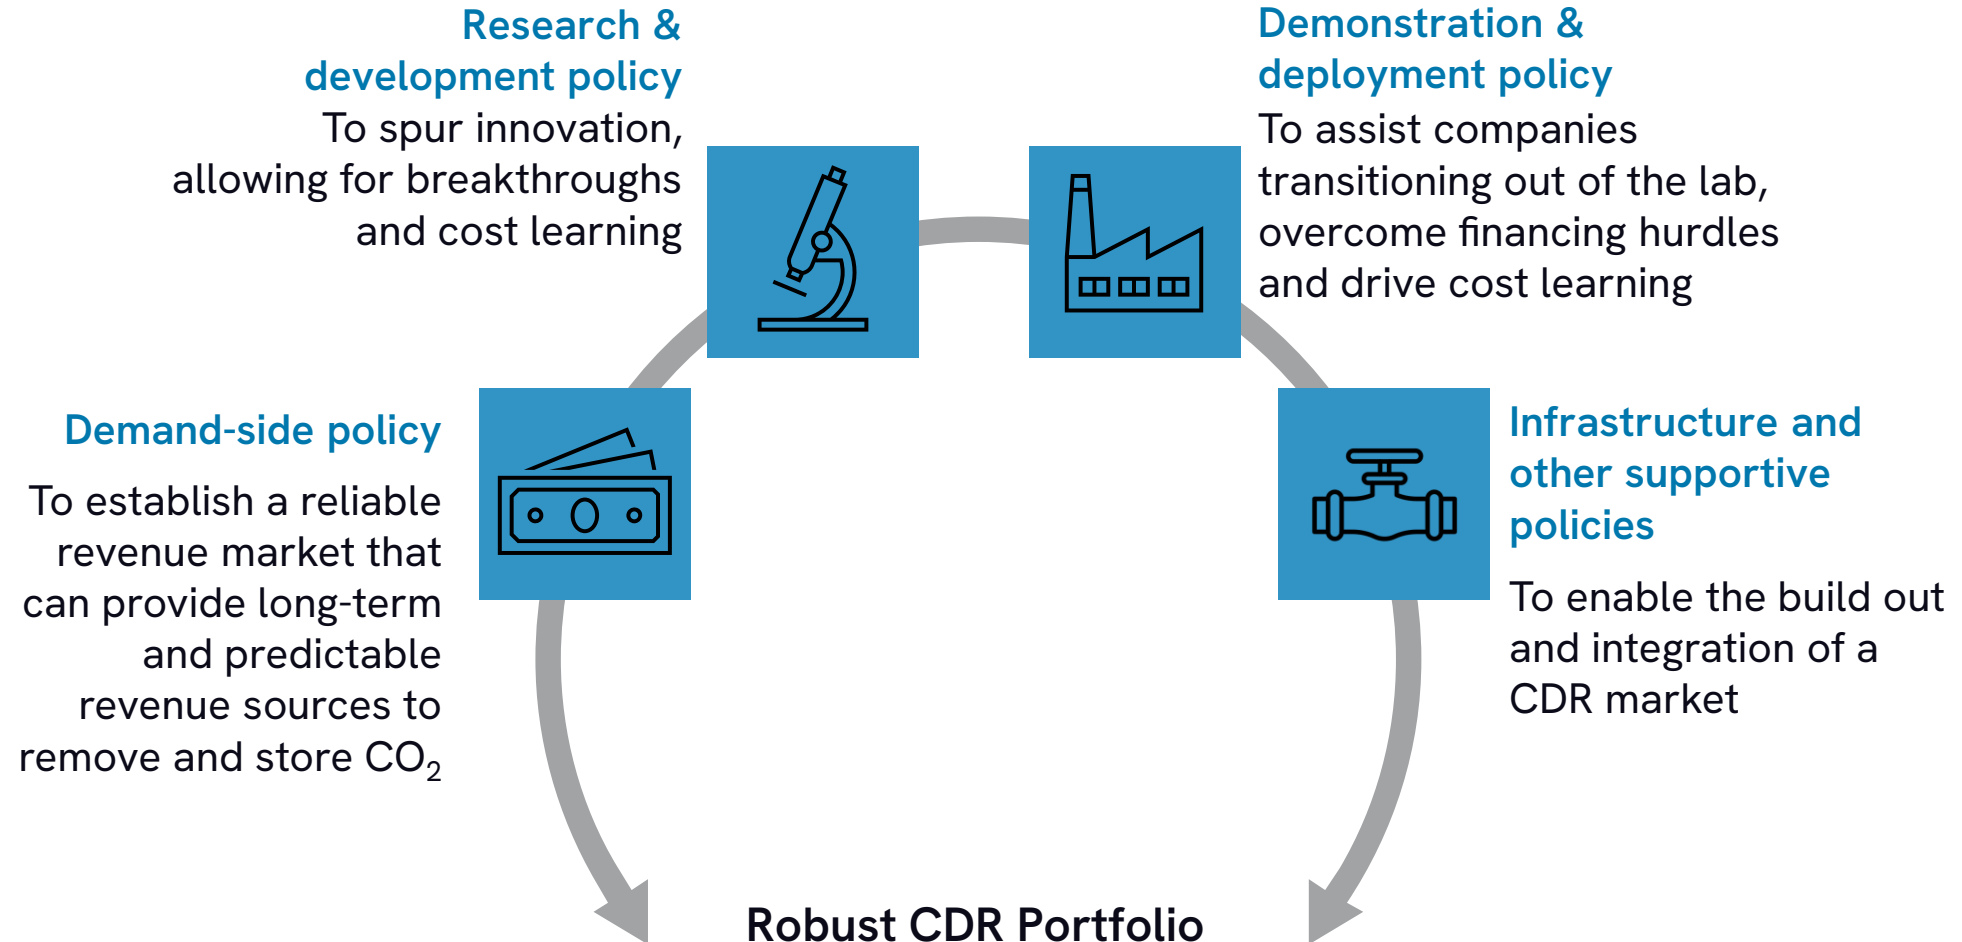 Research &
development policy
To spur innovation,
allowing for breakthroughs
and cost learning
Demonstration &
deployment policy
To assist companies
transitioning out of the lab,
overcome financing hurdles
and drive cost learning
Demand-side policy
To establish a reliable
revenue market that
can provide long-term
and predictable
revenue sources to
remove and store CO₂
Infrastructure and
other supportive
policies
To enable the build out
and integration of a
CDR market
Robust CDR Portfolio